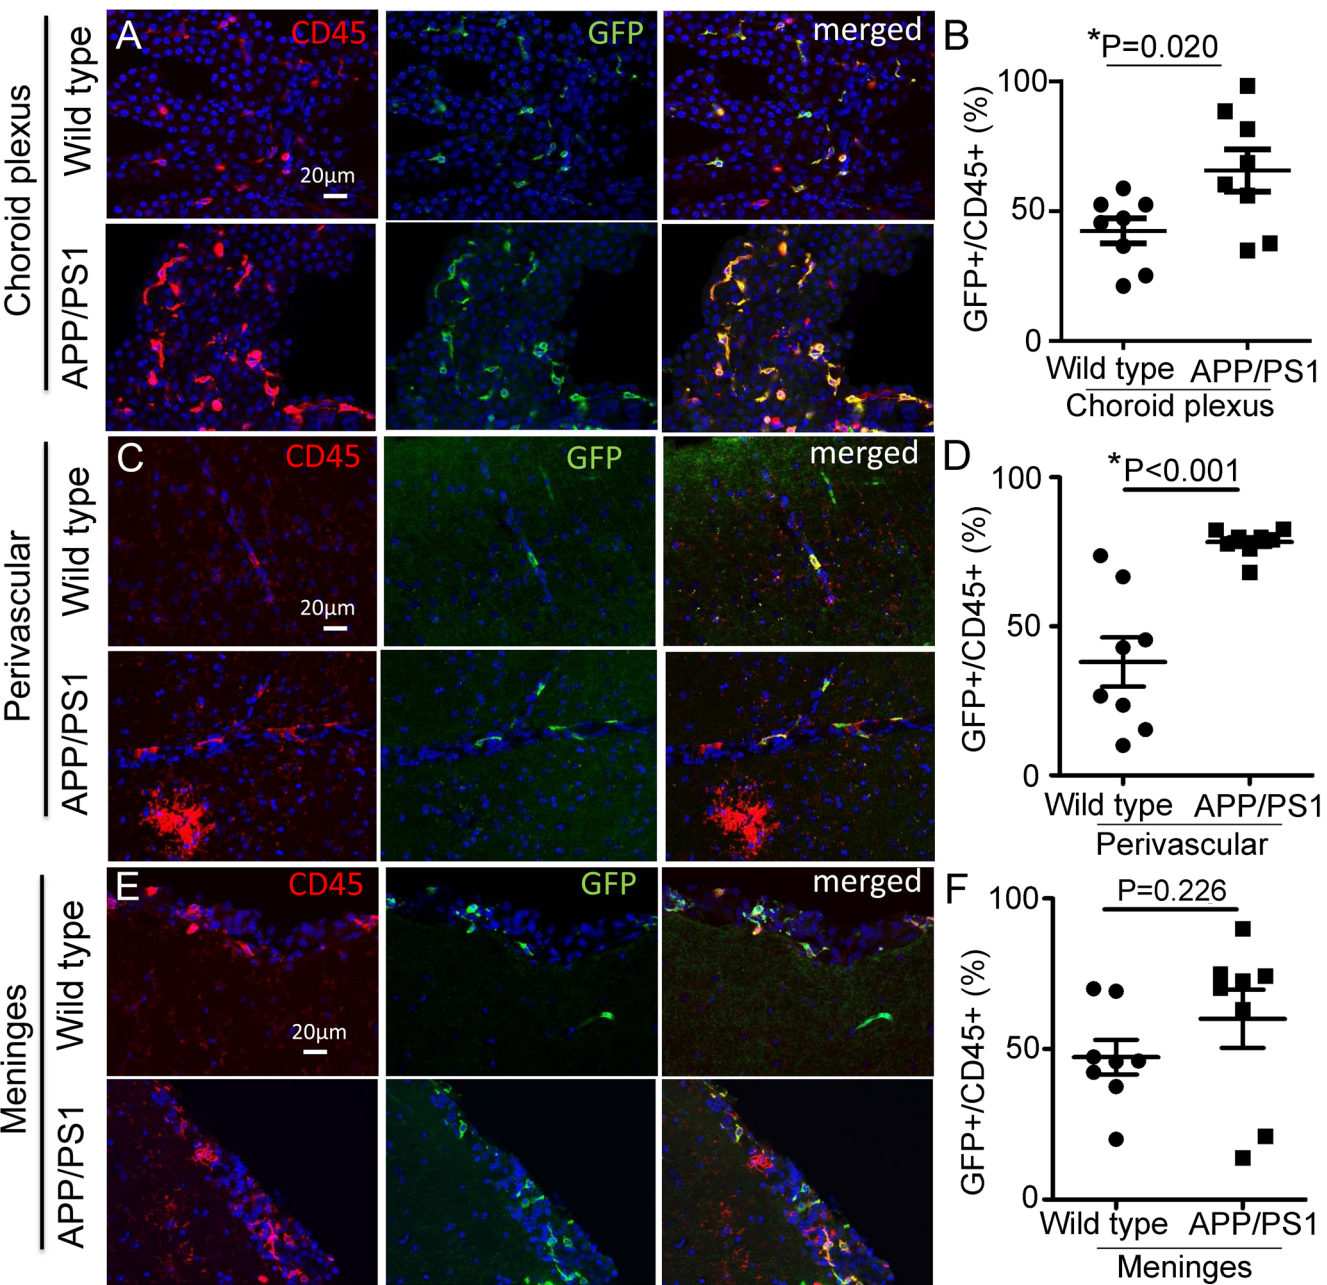 Choroid plexus
Wild type
APP/PS1
A
CD45
GFP
merged
20µm
B
*P=0.020
GFP+/CD45+ (%)
100
50
0
Wild type APP/PS1
Choroid plexus
Perivascular
Wild type
APP/PS1
C
CD45
GFP
merged
20µm
D
*P<0.001
GFP+/CD45+ (%)
100
50
0
Wild type APP/PS1
Perivascular
Meninges
Wild type
APP/PS1
E
CD45
GFP
merged
20µm
F
P=0.226
GFP+/CD45+ (%)
100
50
0
Wild type APP/PS1
Meninges